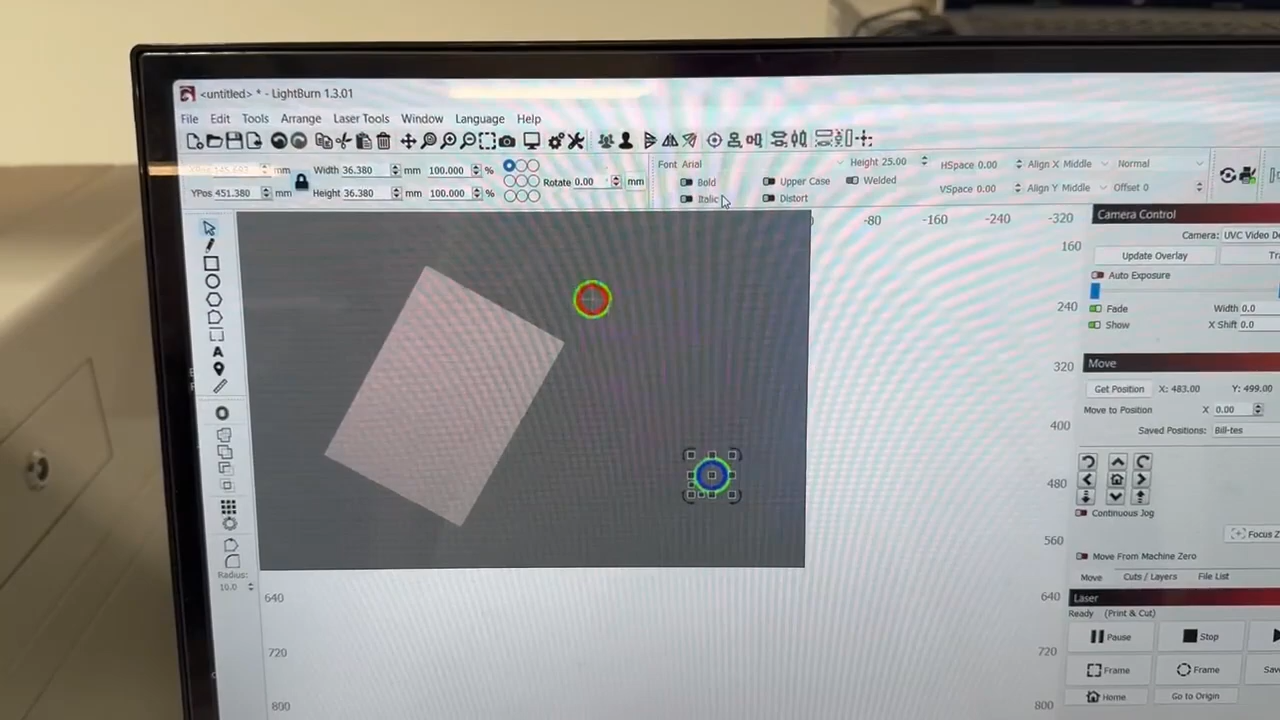 <untitled> * - LightBurn 1.3.01
File Edit Tools Arrange Laser Tools Window Language Help
mm Width 36.380 mm 100.000 % Rotate 0.00 mm
YPos 451.380 mm Height 36.380 mm 100.000 %
Font Arial Height 25.00 HSpace 0.00 Align X Middle Normal
Bold Upper Case Welded
Italic Distort VSpace 0.00 Align Y Middle Offset 0
-80 -160 -240 -320
160
240
320
400
480
560
640
720
800
640
720
800
Radius:
10.0
Camera Control
Camera: UVC Video De
Update Overlay
Auto Exposure
Fade Width 0.0
Show X Shift 0.0
Move
Get Position X: 483.00 Y: 499.00
Move to Position X 0.00
Saved Positions: Bill-tes
Continuous Jog
Focus Z
Move From Machine Zero
Move Cuts / Layers File List
Laser
Ready (Print & Cut)
Pause Stop
Frame Frame Sav
Home Go to Origin